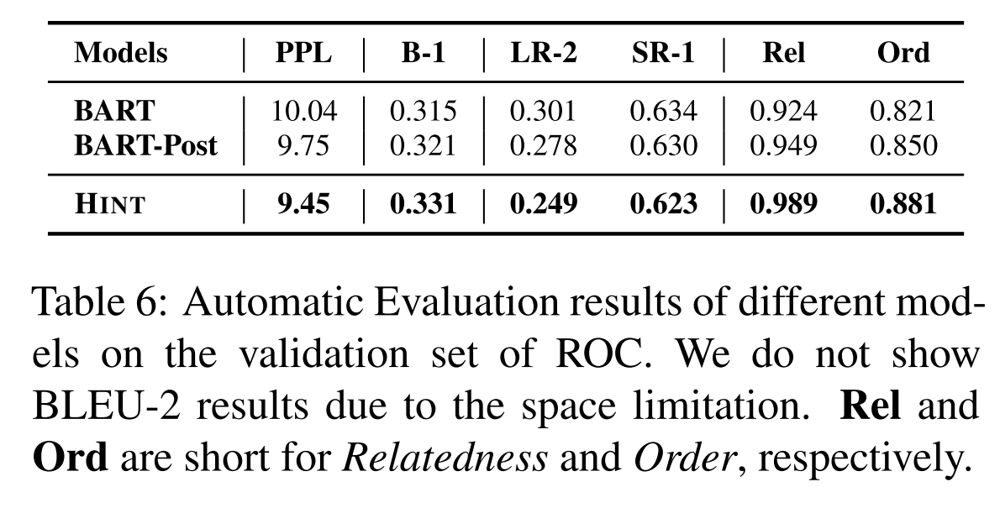 Models PPL B-1 LR-2 SR-1 Rel Ord
BART 10.04 0.315 0.301 0.634 0.924 0.821
BART-Post 9.75 0.321 0.278 0.630 0.949 0.850
HINT 9.45 0.331 0.249 0.623 0.989 0.881
Table 6: Automatic Evaluation results of different mod-
els on the validation set of ROC. We do not show
BLEU-2 results due to the space limitation. Rel and
Ord are short for Relatedness and Order, respectively.